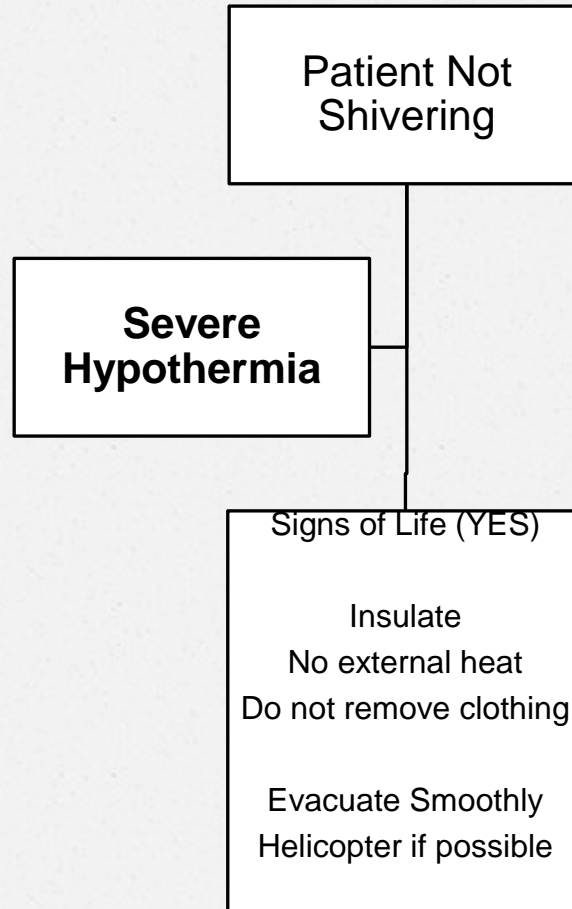 Patient Not
Shivering
Severe
Hypothermia
Signs of Life (YES)
Insulate
No external heat
Do not remove clothing
Evacuate Smoothly
Helicopter if possible